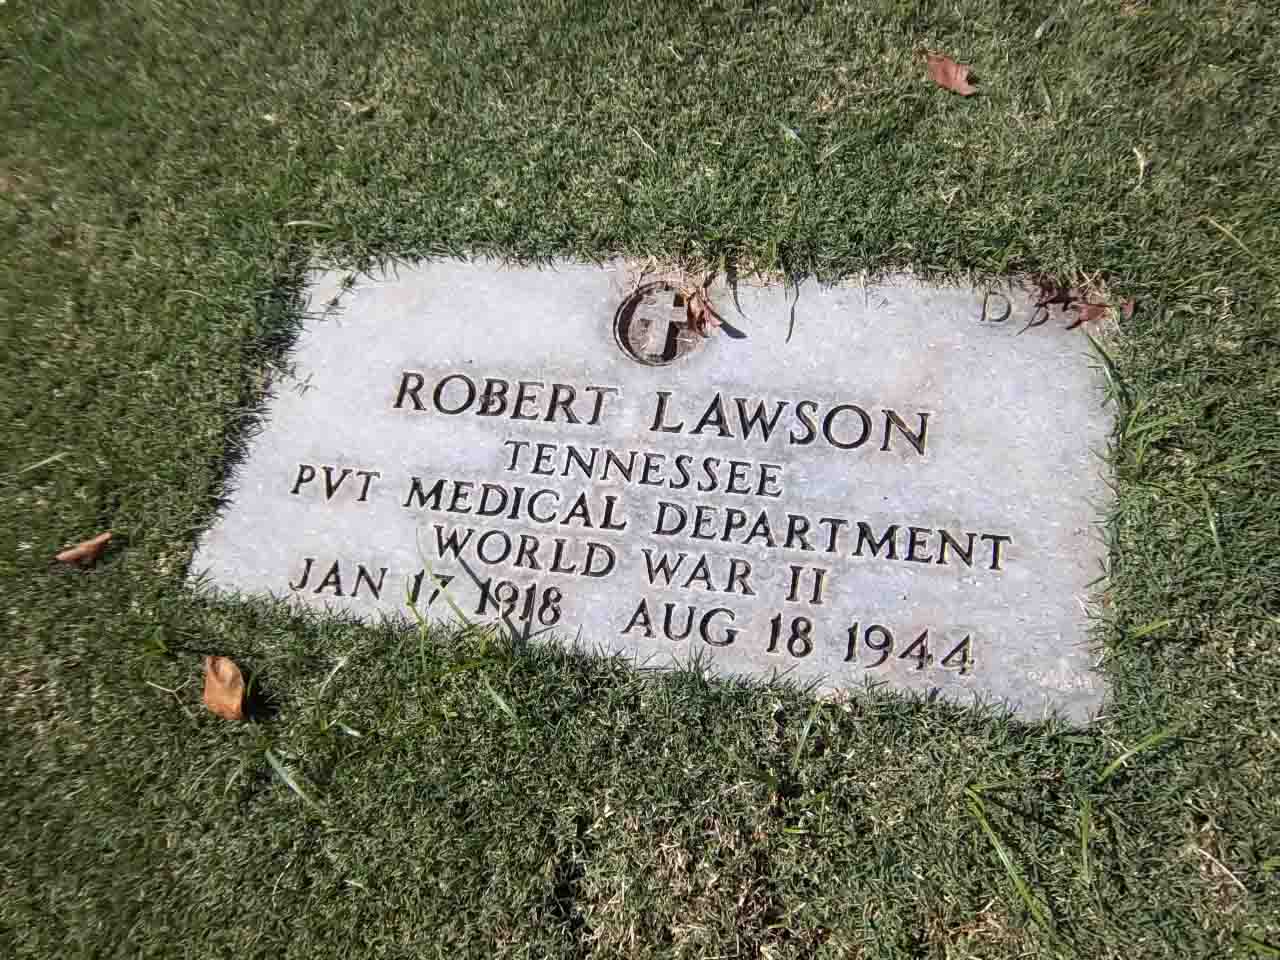 ROBERT LAWSON
TENNESSEE
PVT MEDICAL DEPARTMENT
WORLD WAR II
JAN 17 1918 AUG 18 1944